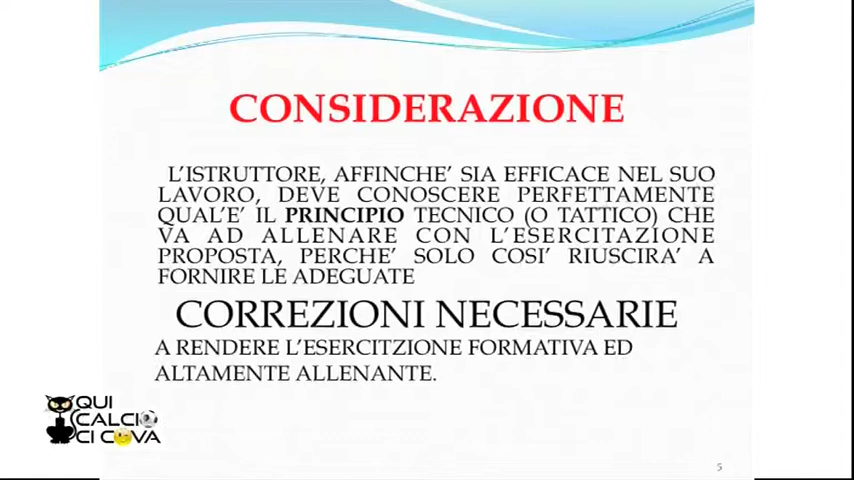 CONSIDERAZIONE
L'ISTRUTTORE, AFFINCHE' SIA EFFICACE NEL SUO
LAVORO, DEVE CONOSCERE PERFETTAMENTE
QUAL'E' IL PRINCIPIO TECNICO (O TATTICO) CHE
VA AD ALLENARE CON L'ESERCITAZIONE
PROPOSTA, PERCHE' SOLO COSI' RIUSCIRA' A
FORNIRE LE ADEGUATE
CORREZIONI NECESSARIE
A RENDERE L'ESERCITZIONE FORMATIVA ED
ALTAMENTE ALLENANTE.
QUI
CALCIO
CI COVA
5